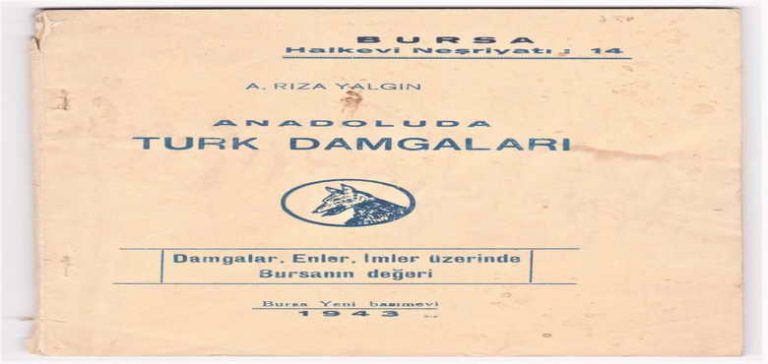 BURSA
Halkevi Neşriyatı : 14
A. RIZA YALGIN
ANADOLUDA
TURK DAMGALARI
Damgalar, Enler, İmler üzerinde
Bursanın değeri
Bursa Yeni basımevi
1943